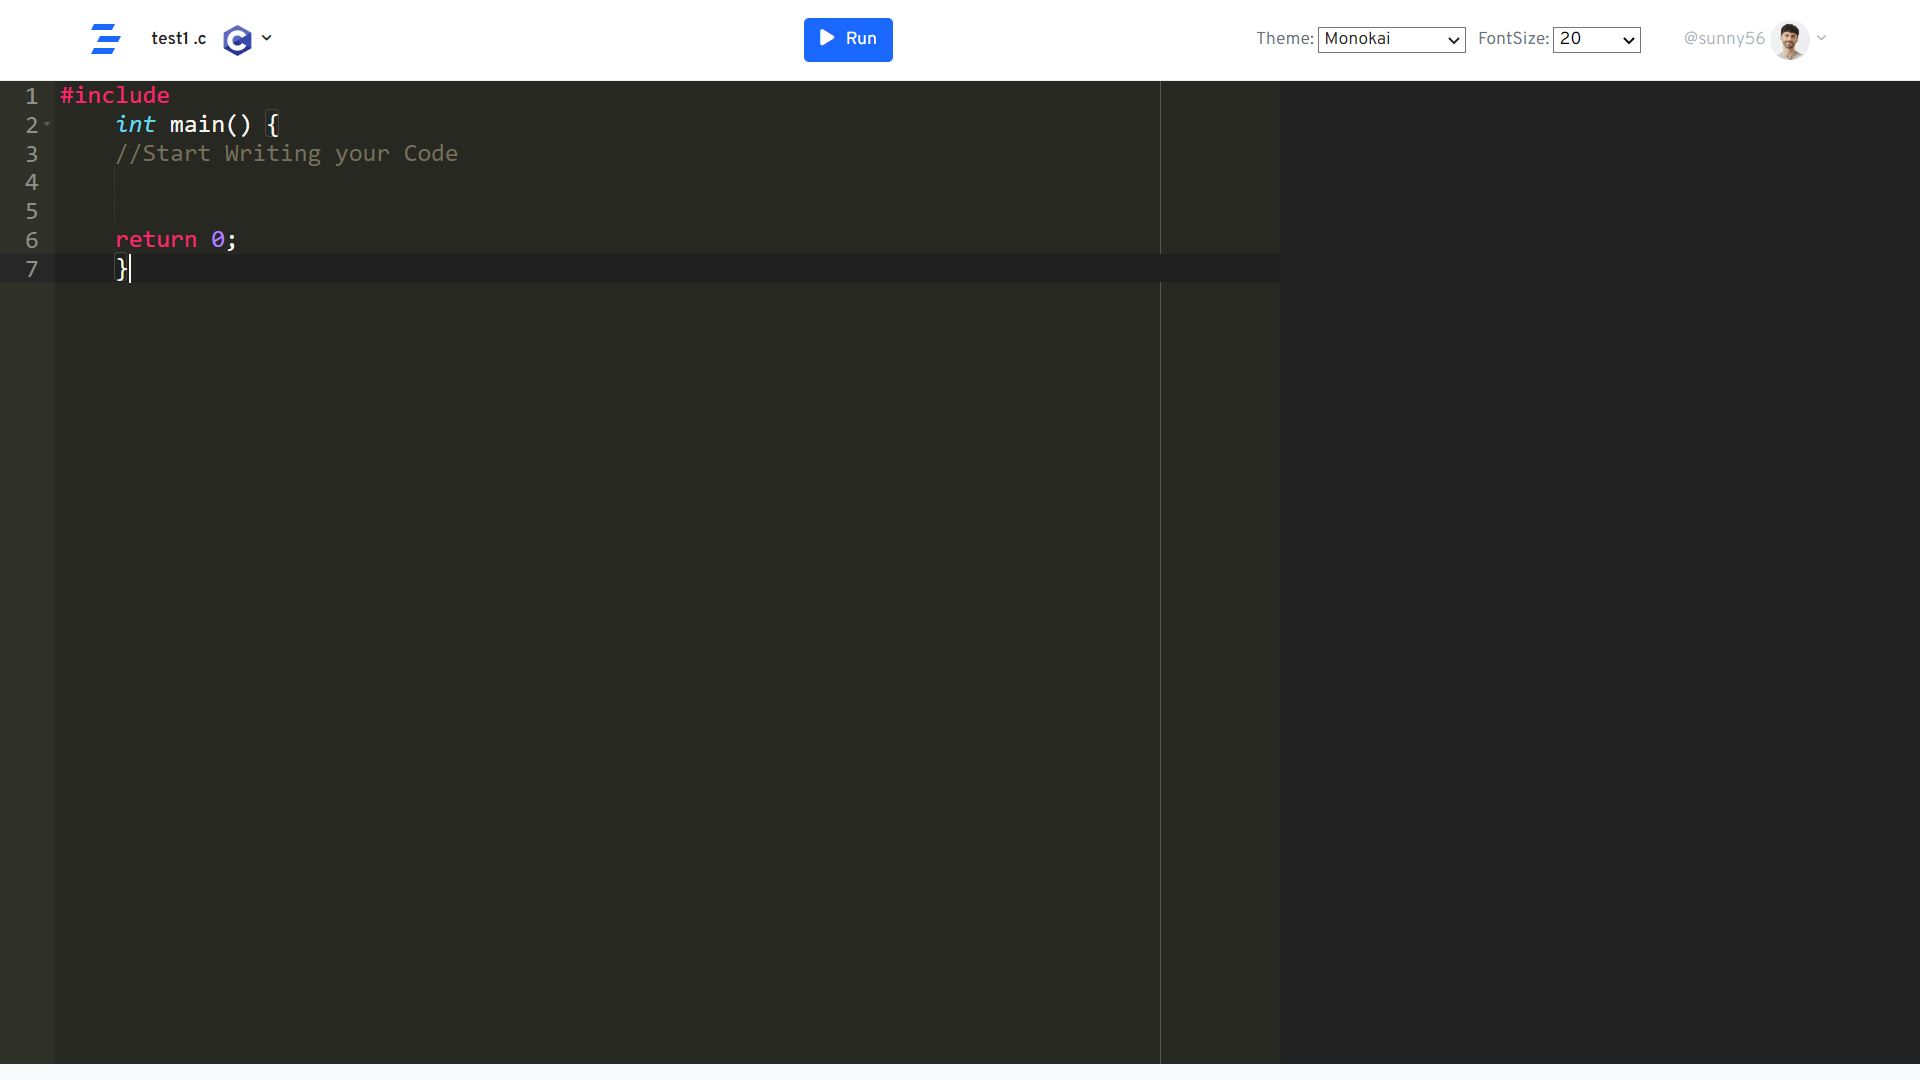 test1 .c
Run
Theme: Monokai FontSize: 20
@sunny56
1 #include
2 int main() {
3 //Start Writing your Code
4
5
6 return 0;
7 }